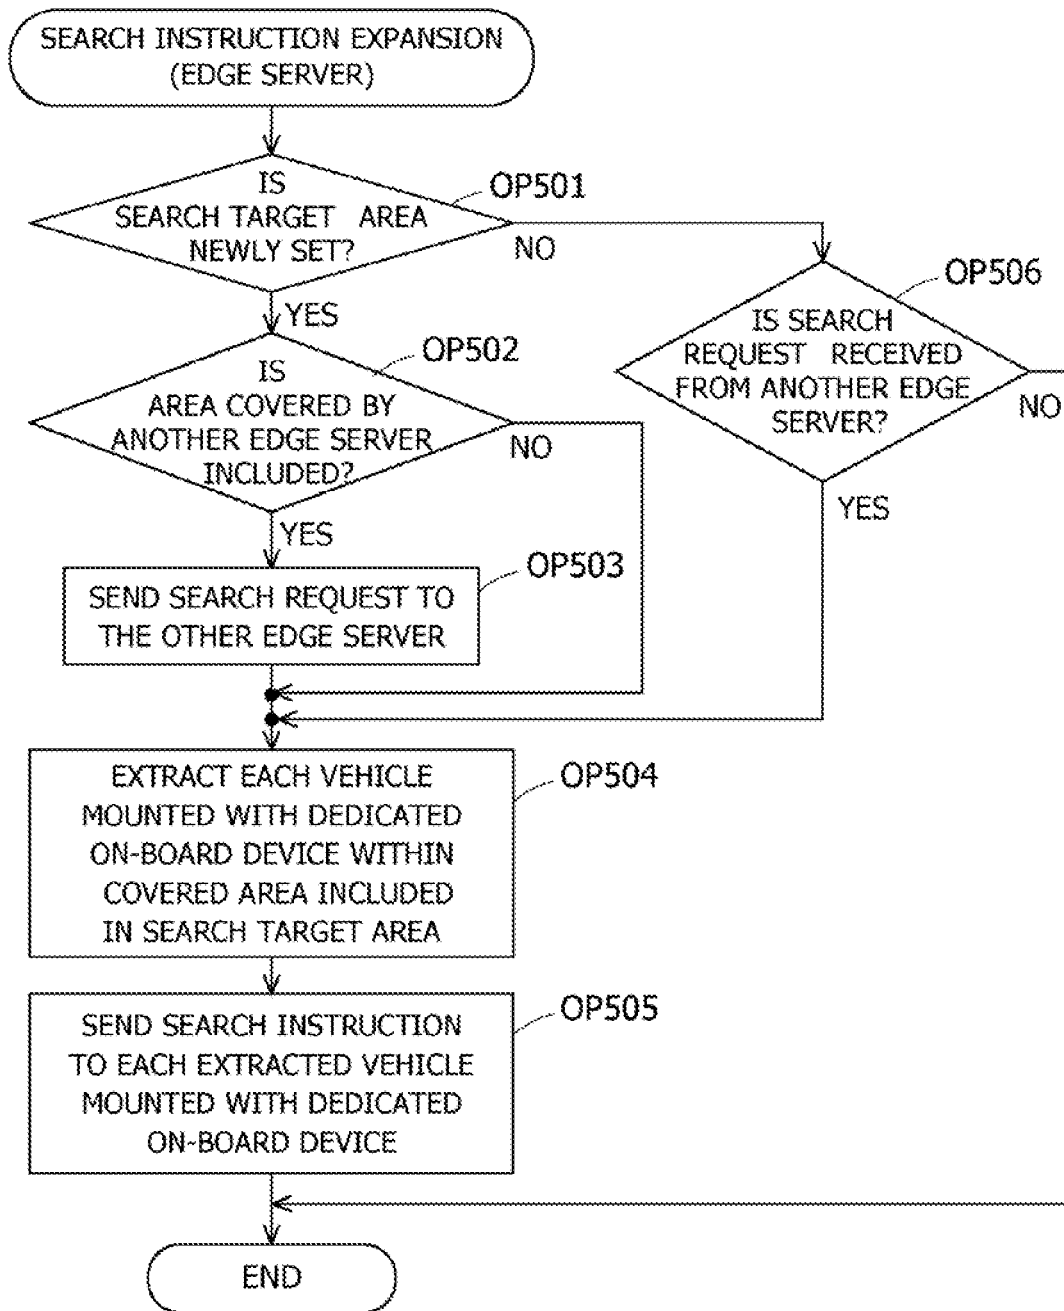 SEARCH INSTRUCTION EXPANSION
(EDGE SERVER)
IS
SEARCH TARGET AREA
NEWLY SET?
OP501
NO
YES
OP506
IS SEARCH
REQUEST RECEIVED
FROM ANOTHER EDGE
SERVER?
NO
YES
OP502
IS
AREA COVERED BY
ANOTHER EDGE SERVER
INCLUDED?
NO
YES
OP503
SEND SEARCH REQUEST TO
THE OTHER EDGE SERVER
OP504
EXTRACT EACH VEHICLE
MOUNTED WITH DEDICATED
ON-BOARD DEVICE WITHIN
COVERED AREA INCLUDED
IN SEARCH TARGET AREA
OP505
SEND SEARCH INSTRUCTION
TO EACH EXTRACTED VEHICLE
MOUNTED WITH DEDICATED
ON-BOARD DEVICE
END